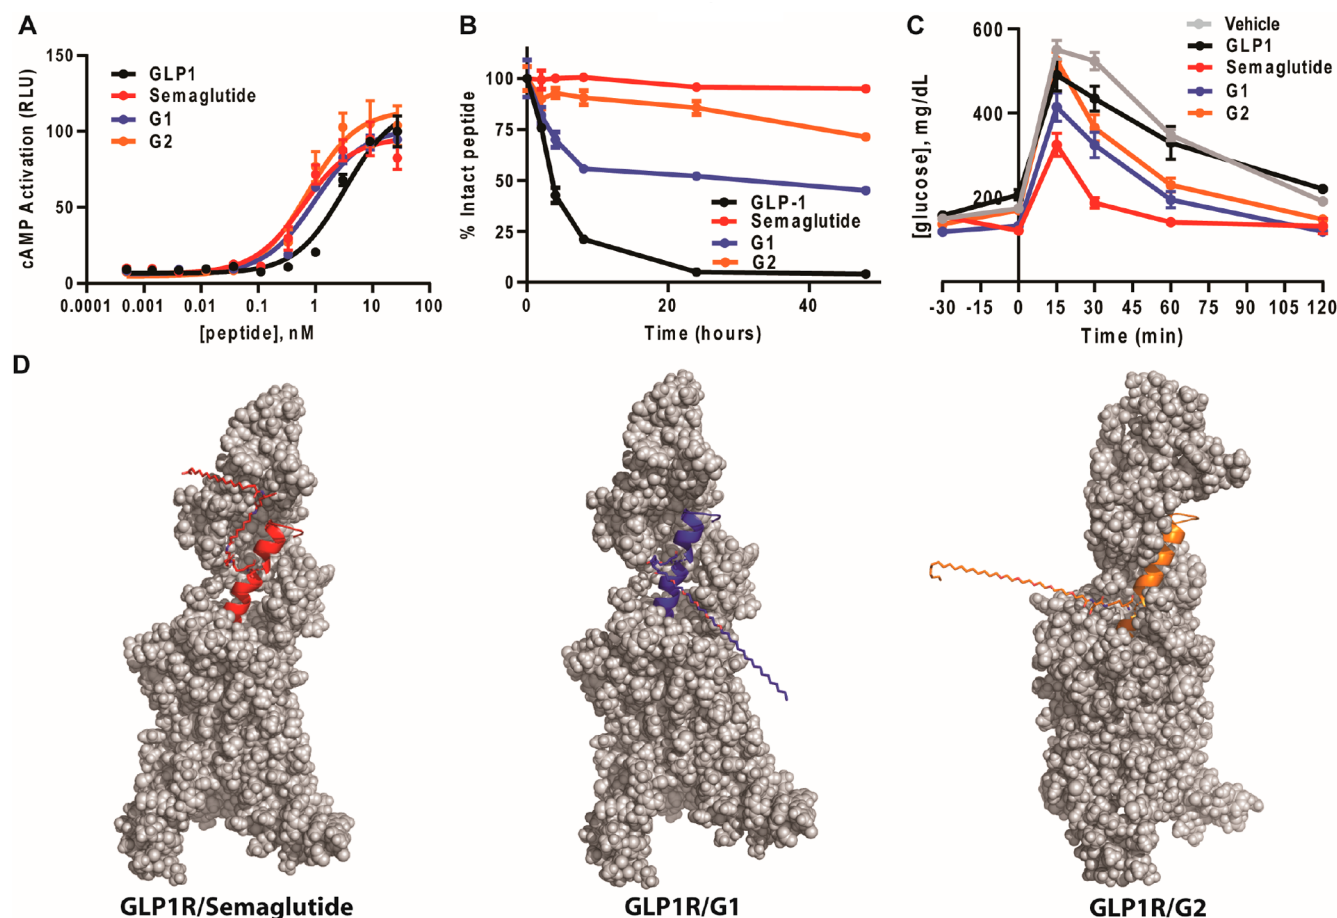 A
150
100
50
0
cAMP Activation (RLU)
GLP1
Semaglutide
G1
G2
0.0001 0.001 0.01 0.1 1 10 100
[peptide], nM
B
100
75
50
25
0
% Intact peptide
GLP-1
Semaglutide
G1
G2
0 20 40
Time (hours)
C
600
400
200
[glucose], mg/dL
Vehicle
GLP1
Semaglutide
G1
G2
-30 -15 0 15 30 45 60 75 90 105 120
Time (min)
D
GLP1R/Semaglutide
GLP1R/G1
GLP1R/G2